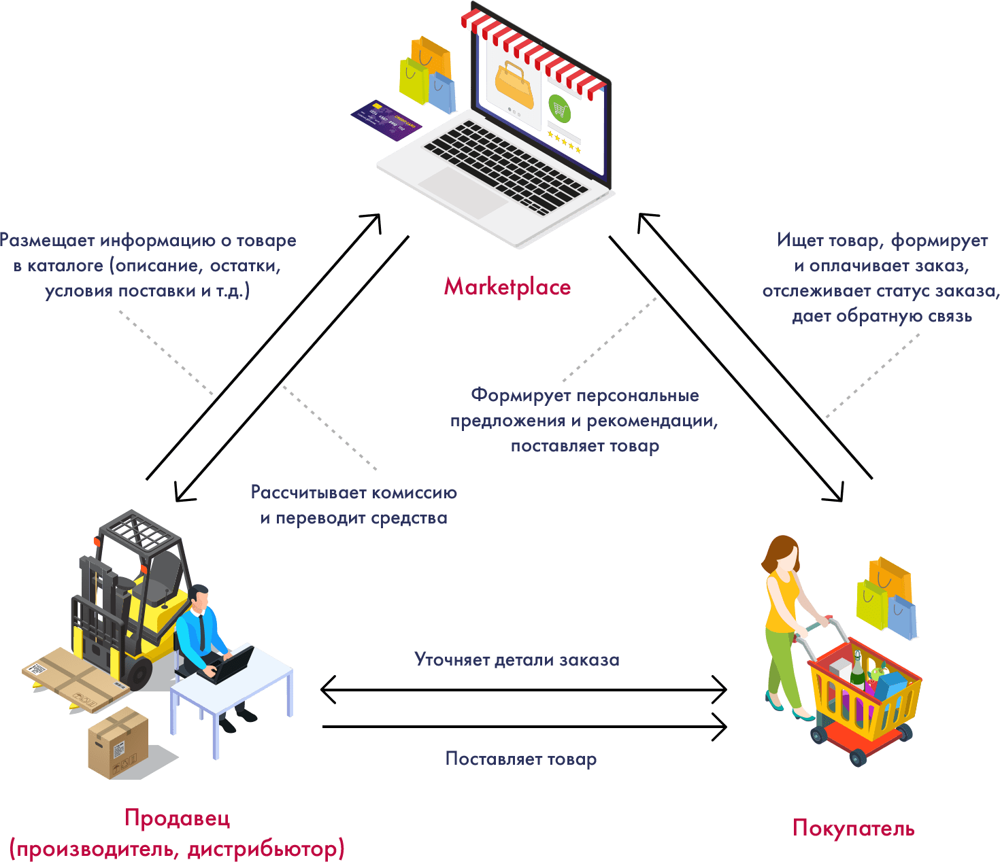 CREDIT CARD
Размещает информацию о товаре
в каталоге (описание, остатки,
условия поставки и т.д.)
Marketplace
Ищет товар, формирует
и оплачивает заказ,
отслеживает статус заказа,
дает обратную связь
Формирует персональные
предложения и рекомендации,
поставляет товар
Рассчитывает комиссию
и переводит средства
Уточняет детали заказа
Поставляет товар
Продавец
(производитель, дистрибьютор)
Покупатель